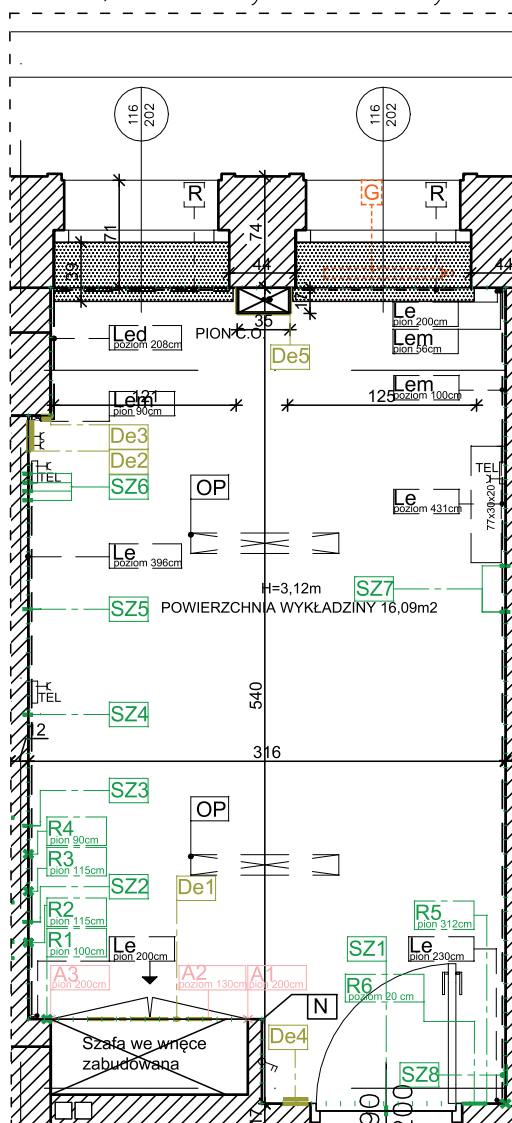 116
202
116
202
R
G
R
71
74
39
44
44
17
35
PION C.O.
De5
Led
poziom 208cm
Le
pion 200cm
Lem
pion 56cm
Lem
pion 90cm
121
125
Lem
poziom 100cm
De3
De2
TEL
SZ6
OP
TEL
77x30x20
Le
poziom 431cm
Le
poziom 396cm
H=3,12m
POWIERZCHNIA WYKŁADZINY 16,09m2
SZ7
SZ5
TEL
540
SZ4
12
316
SZ3
OP
R4
pion 90cm
R3
pion 115cm
SZ2
De1
R2
pion 115cm
R5
pion 312cm
R1
pion 100cm
Le
pion 200cm
SZ1
Le
pion 230cm
A3
pion 200cm
A2
poziom 130cm
A1
pion 200cm
R6
poziom 20 cm
N
Szafa we wnęce
zabudowana
De4
SZ8
17
90
200